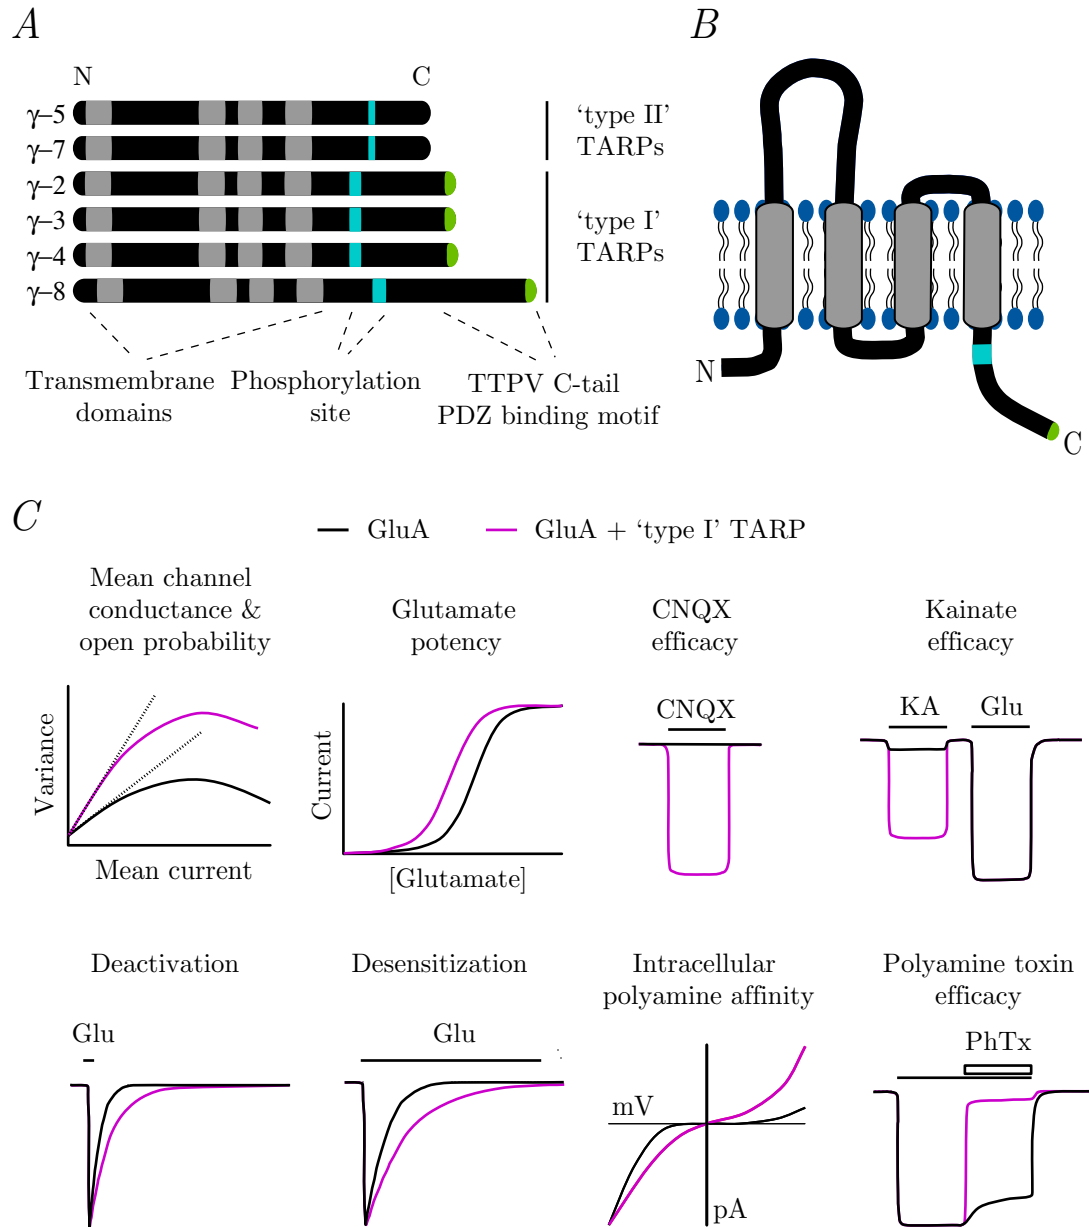 A
N C
γ–5
γ–7
γ–2
γ–3
γ–4
γ–8
‘type II’
TARPs
‘type I’
TARPs
Transmembrane
domains
Phosphorylation
site
TTPV C-tail
PDZ binding motif
B
N
C
C
GluA
GluA + ‘type I’ TARP
Mean channel
conductance &
open probability
Variance
Mean current
Glutamate
potency
Current
[Glutamate]
CNQX
efficacy
CNQX
Kainate
efficacy
KA Glu
Deactivation
Glu
Desensitization
Glu
Intracellular
polyamine affinity
mV
pA
Polyamine toxin
efficacy
PhTx